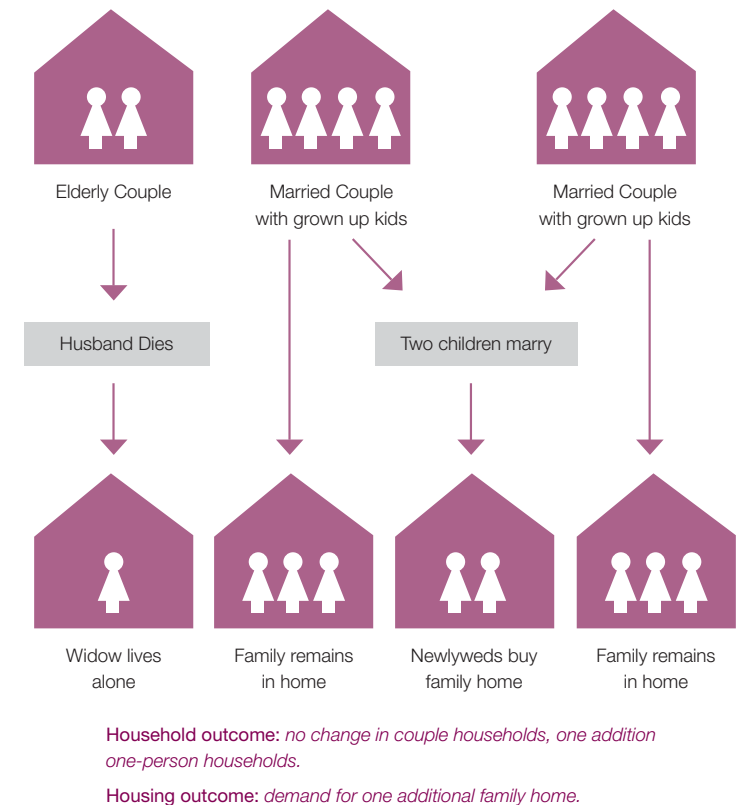 Elderly Couple
Married Couple
with grown up kids
Married Couple
with grown up kids
Husband Dies
Two children marry
Widow lives
alone
Family remains
in home
Newlyweds buy
family home
Family remains
in home
Household outcome: no change in couple households, one addition
one-person households.
Housing outcome: demand for one additional family home.